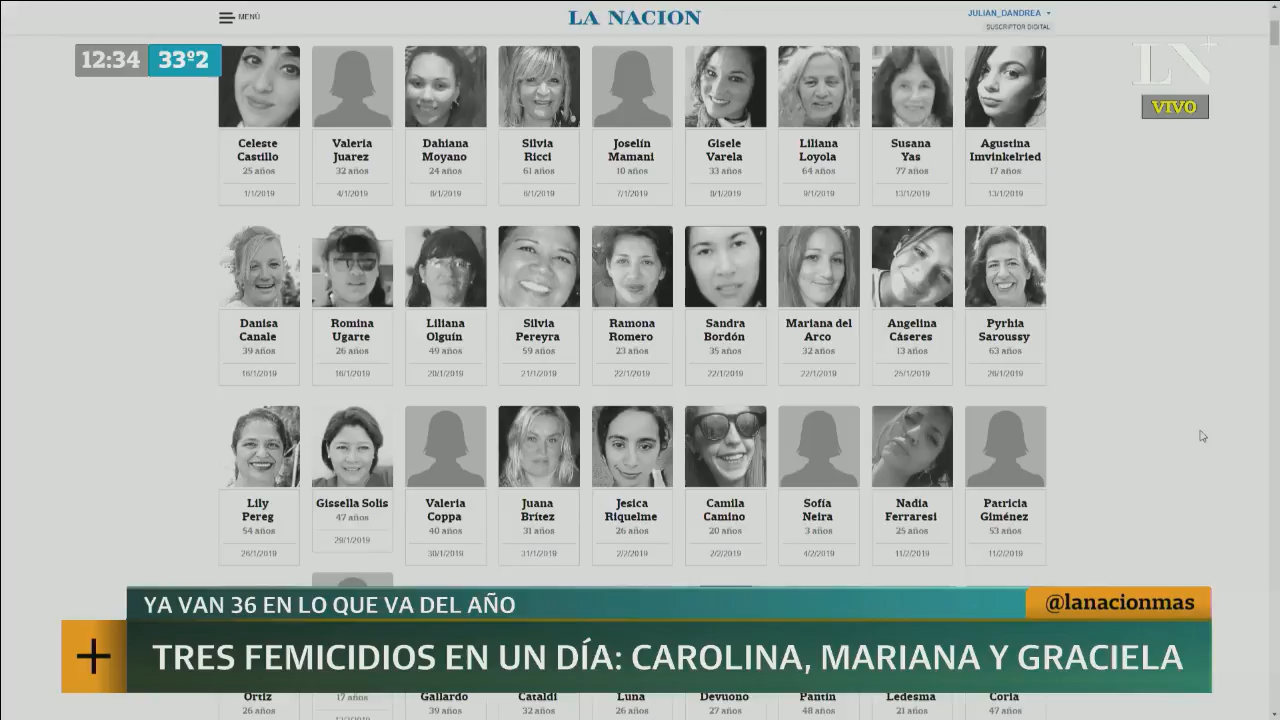 MENÚ
LA NACION
JULIAN_DANDREA
SUSCRIPTOR DIGITAL
12:34 33º2
LN+
VIVO
Celeste Castillo
25 años
1/1/2019
Valeria Juarez
32 años
4/1/2019
Dahiana Moyano
24 años
6/1/2019
Silvia Ricci
61 años
6/1/2019
Joselín Mamani
10 años
7/1/2019
Gisele Varela
33 años
8/1/2019
Liliana Loyola
64 años
9/1/2019
Susana Yas
77 años
13/1/2019
Agustina Imvinkelried
17 años
13/1/2019
Danisa Canale
39 años
16/1/2019
Romina Ugarte
26 años
16/1/2019
Liliana Olguín
49 años
20/1/2019
Silvia Pereyra
59 años
21/1/2019
Ramona Romero
23 años
22/1/2019
Sandra Bordón
35 años
22/1/2019
Mariana del Arco
32 años
22/1/2019
Angelina Cáseres
13 años
25/1/2019
Pyrhia Saroussy
63 años
26/1/2019
Lily Pereg
54 años
26/1/2019
Gissella Solis
47 años
29/1/2019
Valeria Coppa
40 años
30/1/2019
Juana Brítez
31 años
31/1/2019
Jesica Riquelme
26 años
2/2/2019
Camila Camino
20 años
2/2/2019
Sofía Neira
3 años
4/2/2019
Nadia Ferraresi
25 años
11/2/2019
Patricia Giménez
53 años
11/2/2019
YA VAN 36 EN LO QUE VA DEL AÑO
@lanacionmas
+ TRES FEMICIDIOS EN UN DÍA: CAROLINA, MARIANA Y GRACIELA
Ortiz
26 años
17 años
Gallardo
39 años
Cataldi
32 años
Luna
26 años
Devuono
27 años
Pantin
48 años
Ledesma
21 años
Coria
47 años